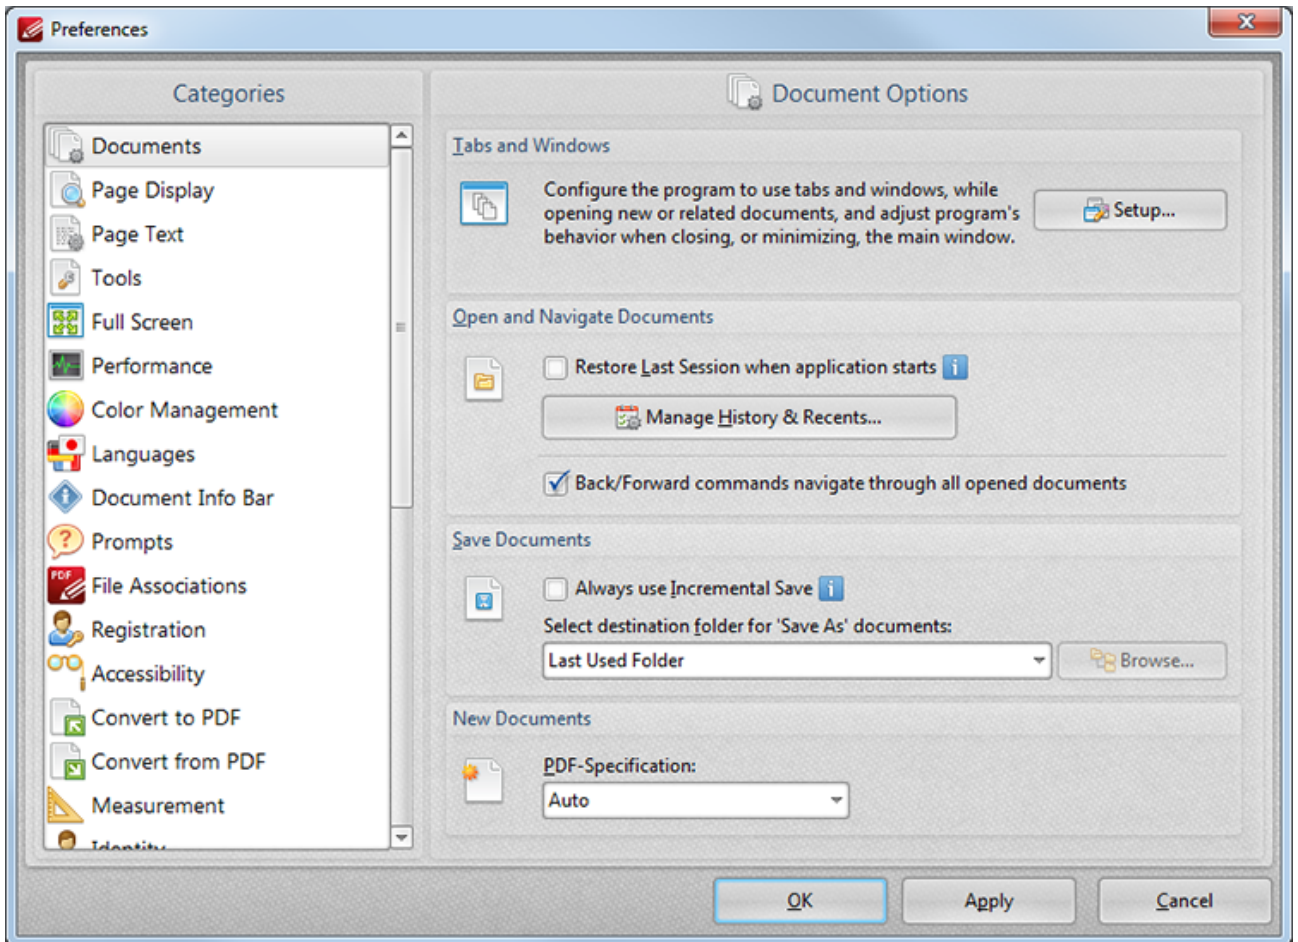 Preferences
Categories
Documents
Page Display
Page Text
Tools
Full Screen
Performance
Color Management
Languages
Document Info Bar
Prompts
PDF
File Associations
Registration
Accessibility
Convert to PDF
Convert from PDF
Measurement
Identity
Document Options
Tabs and Windows
Configure the program to use tabs and windows, while
opening new or related documents, and adjust program's
behavior when closing, or minimizing, the main window.
Setup...
Open and Navigate Documents
Restore Last Session when application starts
Manage History & Recents...
Back/Forward commands navigate through all opened documents
Save Documents
Always use Incremental Save
Select destination folder for 'Save As' documents:
Last Used Folder
Browse...
New Documents
PDF-Specification:
Auto
OK
Apply
Cancel